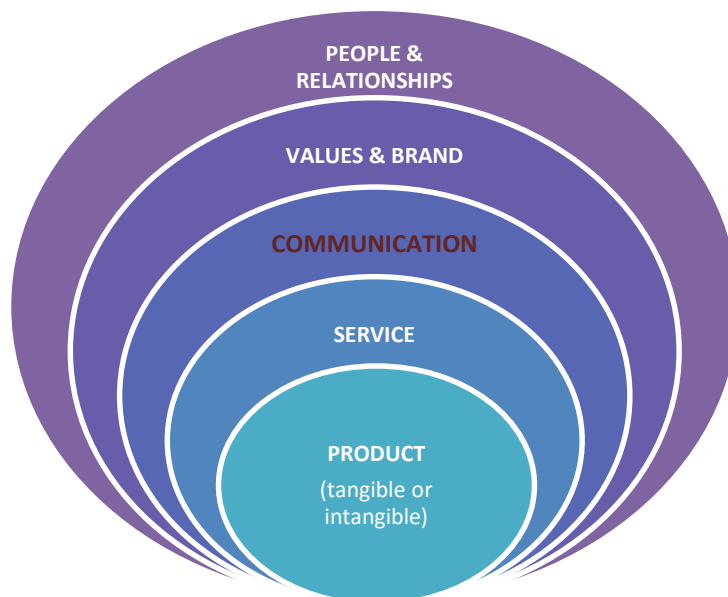 PEOPLE &
RELATIONSHIPS
VALUES & BRAND
COMMUNICATION
SERVICE
PRODUCT
(tangible or
intangible)